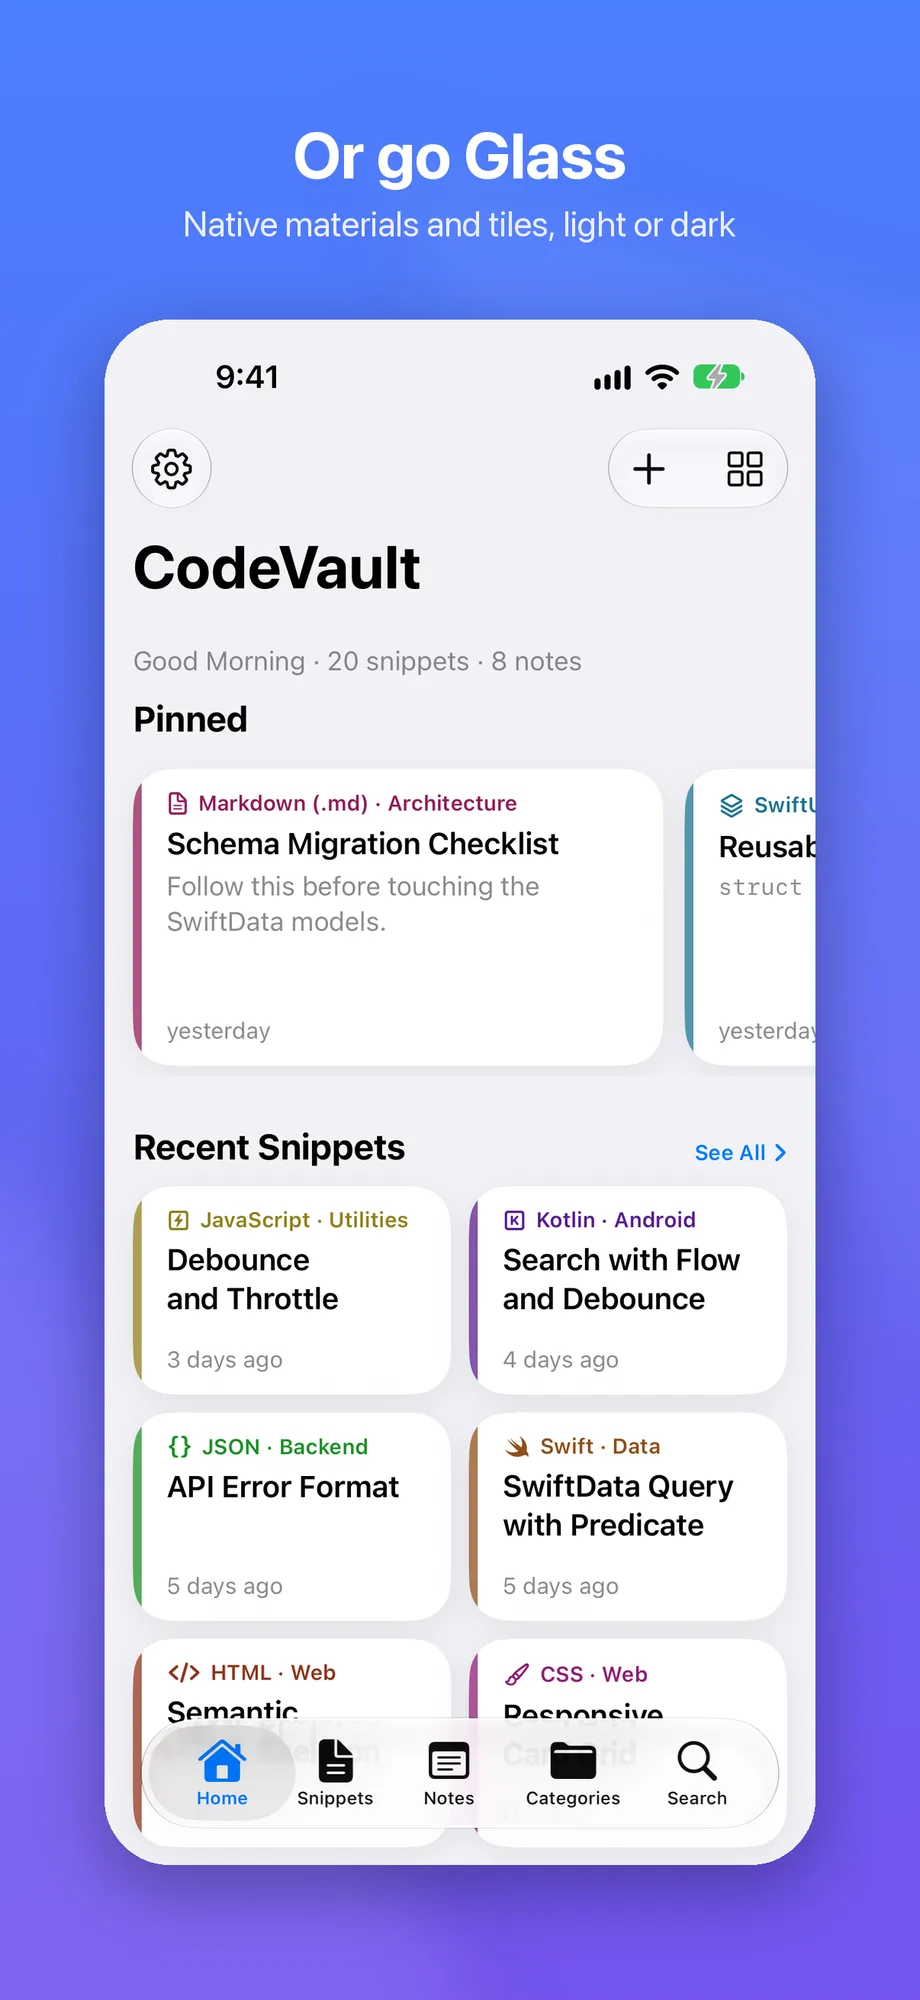 Or go Glass
Native materials and tiles, light or dark
9:41
CodeVault
Good Morning · 20 snippets · 8 notes
Pinned
Markdown (.md) · Architecture
Schema Migration Checklist
Follow this before touching the
SwiftData models.
yesterday
SwiftU
Reusab
struct
yesterday
Recent Snippets
See All
JavaScript · Utilities
Debounce
and Throttle
3 days ago
Kotlin · Android
Search with Flow
and Debounce
4 days ago
{} JSON · Backend
API Error Format
5 days ago
Swift · Data
SwiftData Query
with Predicate
5 days ago
</> HTML · Web
Semantic
CSS · Web
Responsive
Home
Snippets
Notes
Categories
Search